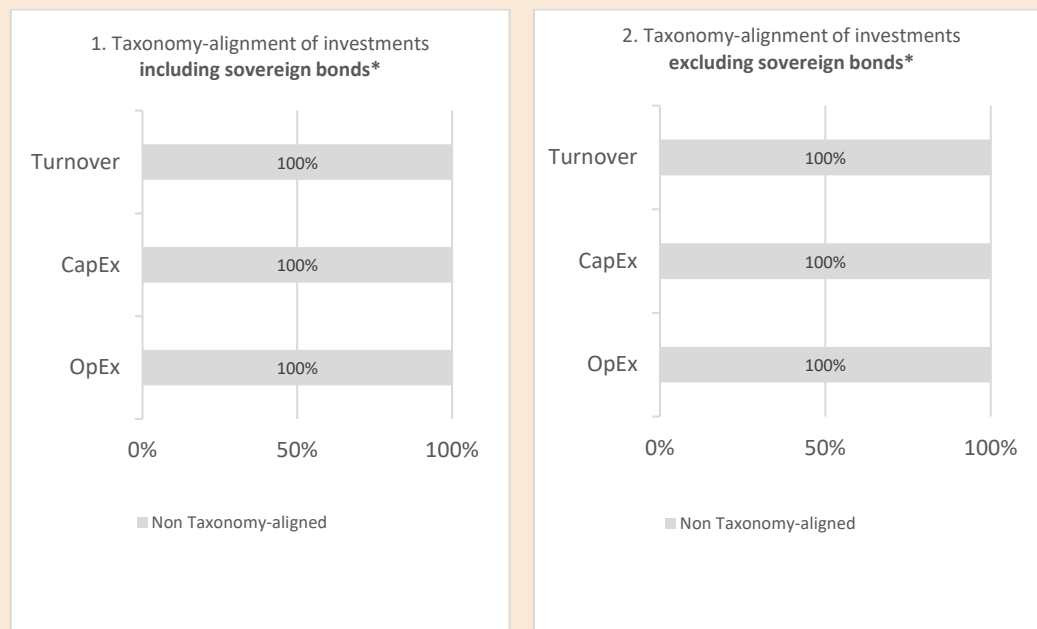 1. Taxonomy-alignment of investments
including sovereign bonds*
Turnover
100%
CapEx
100%
OpEx
100%
0%
50%
100%
Non Taxonomy-aligned
2. Taxonomy-alignment of investments
excluding sovereign bonds*
Turnover
100%
CapEx
100%
OpEx
100%
0%
50%
100%
Non Taxonomy-aligned